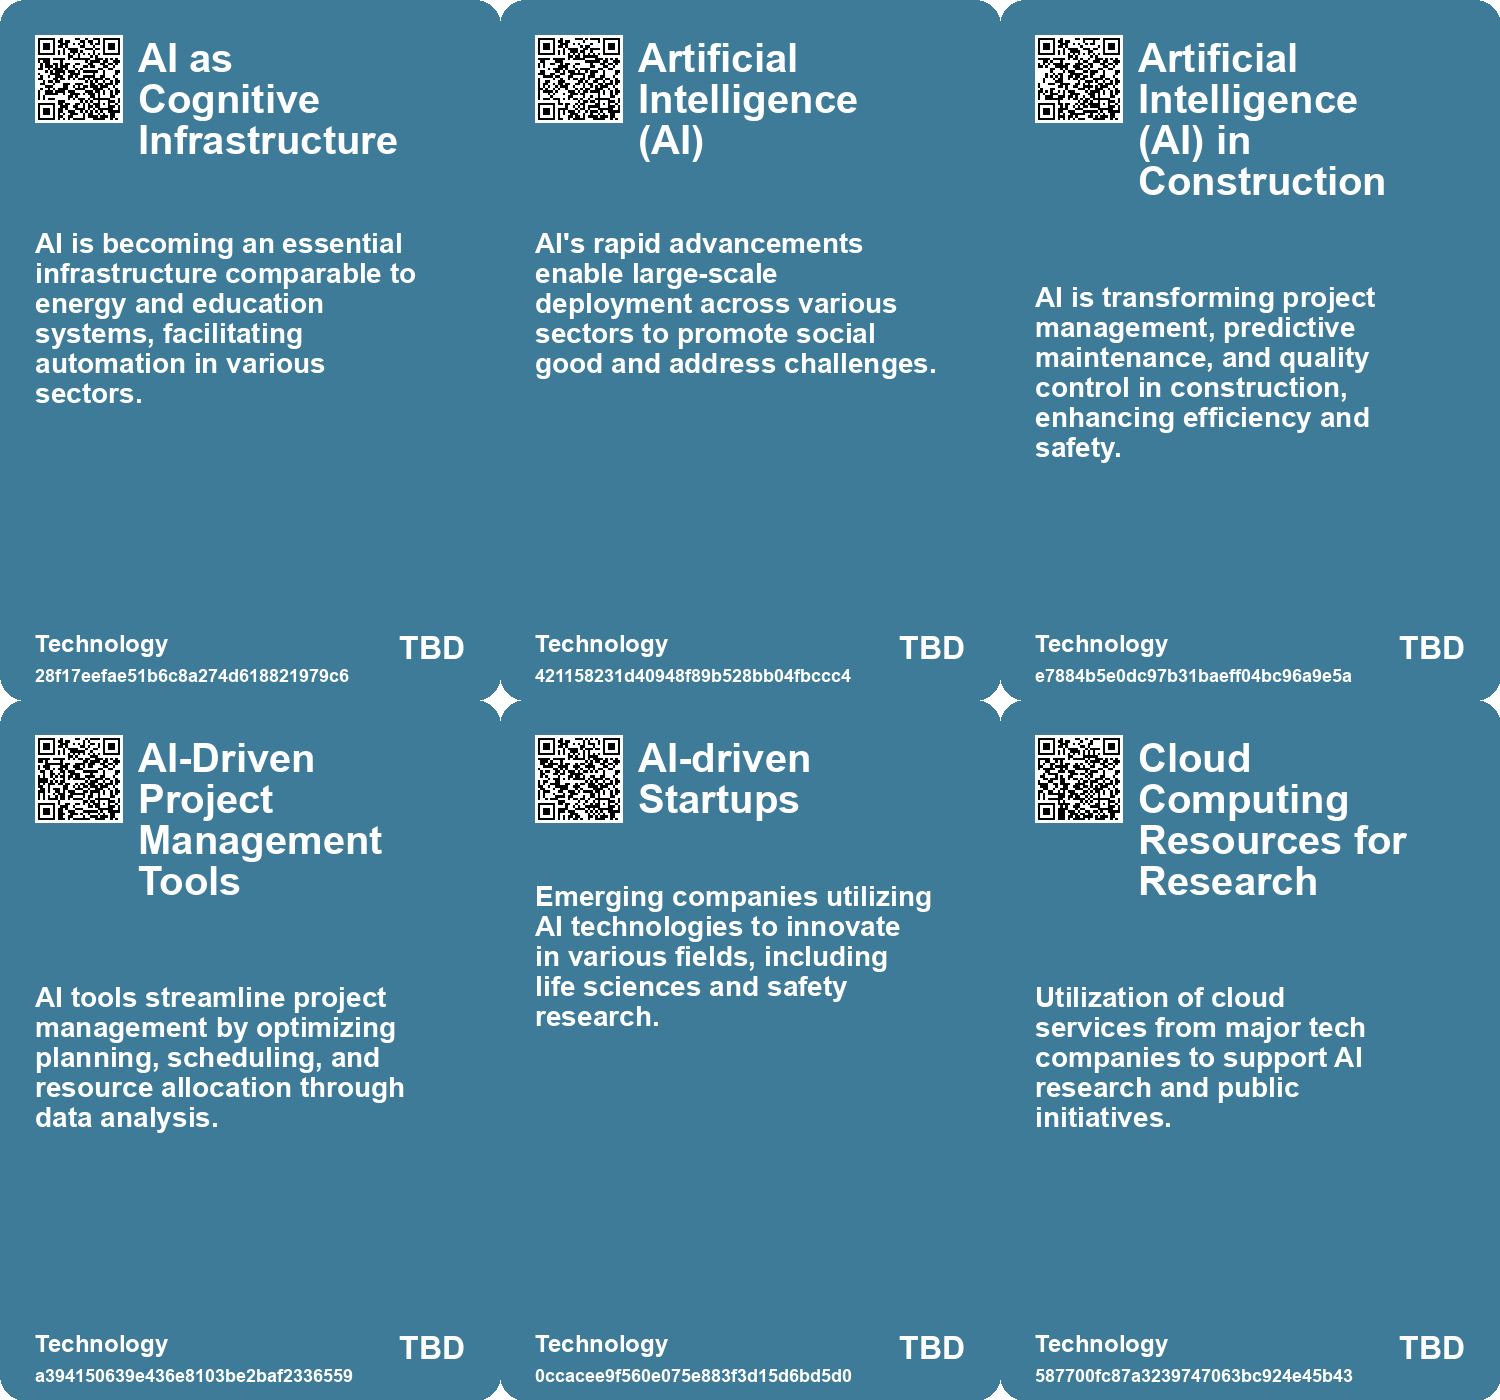 AI as
Cognitive
Infrastructure
AI is becoming an essential
infrastructure comparable to
energy and education
systems, facilitating
automation in various
sectors.
Technology
TBD
28f17eefae51b6c8a274d618821979c6
Artificial
Intelligence
(AI)
AI's rapid advancements
enable large-scale
deployment across various
sectors to promote social
good and address challenges.
Technology
TBD
421158231d40948f89b528bb04fbccc4
Artificial
Intelligence
(AI) in
Construction
AI is transforming project
management, predictive
maintenance, and quality
control in construction,
enhancing efficiency and
safety.
Technology
TBD
e7884b5e0dc97b31baeff04bc96a9e5a
AI-Driven
Project
Management
Tools
AI tools streamline project
management by optimizing
planning, scheduling, and
resource allocation through
data analysis.
Technology
TBD
a394150639e436e8103be2baf2336559
AI-driven
Startups
Emerging companies utilizing
AI technologies to innovate
in various fields, including
life sciences and safety
research.
Technology
TBD
0ccacee9f560e075e883f3d15d6bd5d0
Cloud
Computing
Resources for
Research
Utilization of cloud
services from major tech
companies to support AI
research and public
initiatives.
Technology
TBD
587700fc87a3239747063bc924e45b43